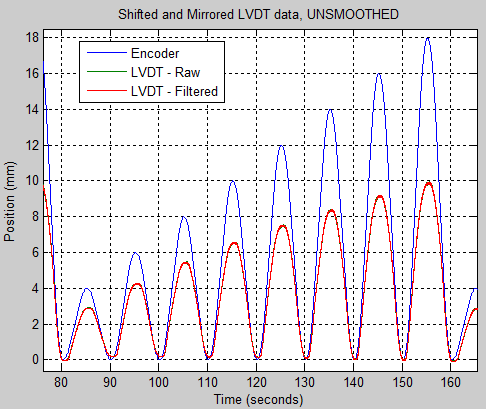 Shifted and Mirrored LVDT data, UNSMOOTHED
Encoder
LVDT - Raw
LVDT - Filtered
18
16
14
12
10
8
6
4
2
0
Position (mm)
80 90 100 110 120 130 140 150 160
Time (seconds)